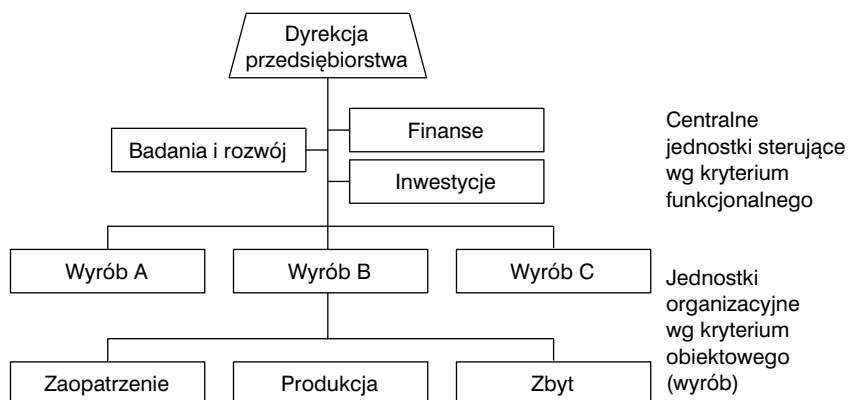 Dyrekcja
przedsiębiorstwa
Finanse
Badania i rozwój
Inwestycje
Centralne
jednostki sterujące
wg kryterium
funkcjonalnego
Wyrób A
Wyrób B
Wyrób C
Jednostki
organizacyjne
wg kryterium
obiektowego
(wyrób)
Zaopatrzenie
Produkcja
Zbyt